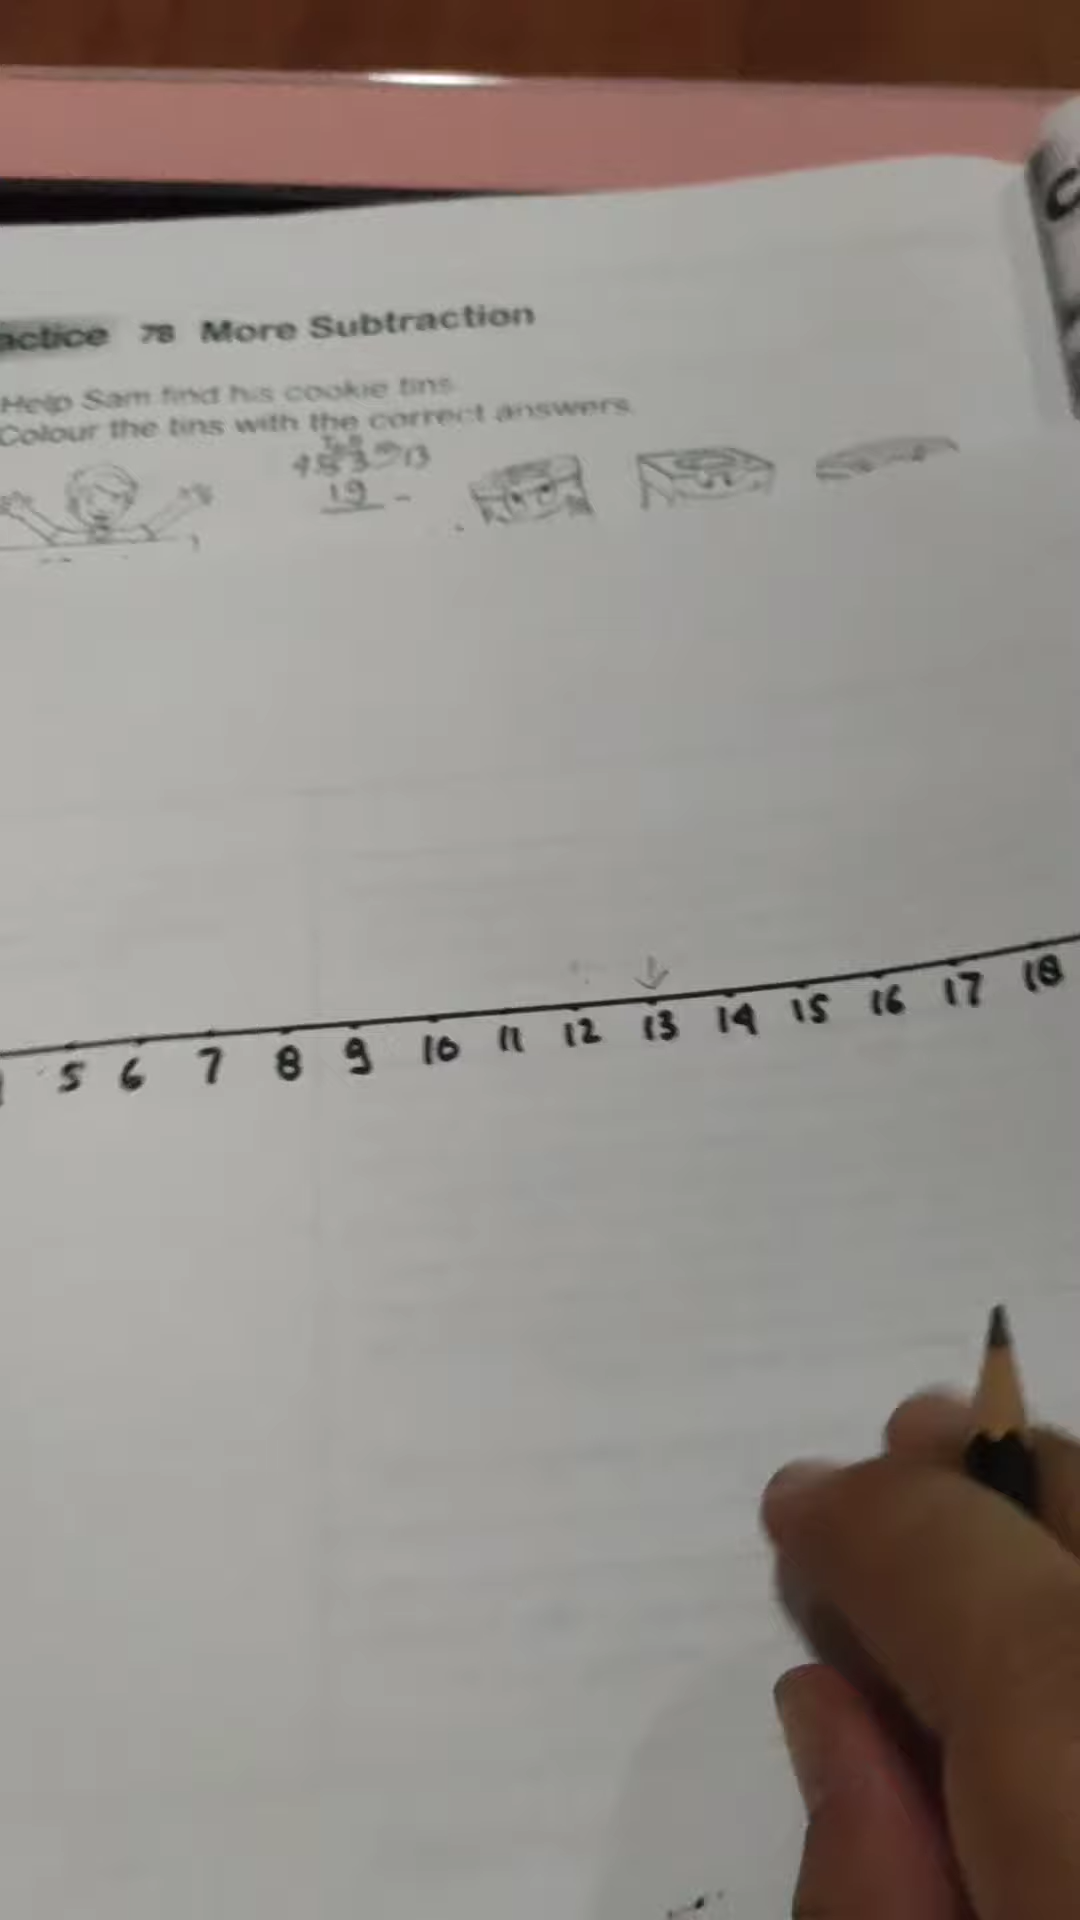 actice 78 More Subtraction
Help Sam find his cookie tins
Colour the tins with the correct answers.
13
19 -
5 6 7 8 9 10 11 12 13 14 15 16 17 18